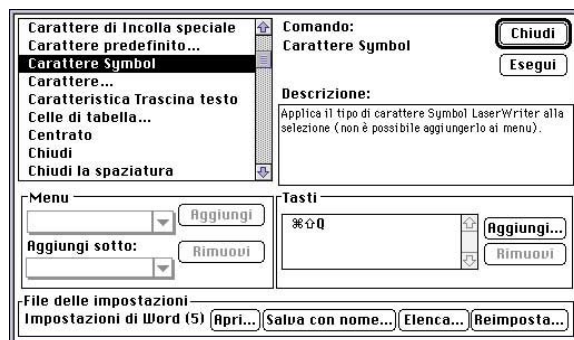 Carattere di Incolla speciale
Carattere predefinito...
Carattere Symbol
Carattere...
Caratteristica Trascina testo
Celle di tabella...
Centrato
Chiudi
Chiudi la spaziatura
Comando:
Carattere Symbol
Chiudi
Esegui
Descrizione:
Applica il tipo di carattere Symbol LaserWriter alla
selezione (non è possibile aggiungerlo ai menu).
Menu
Aggiungi
Aggiungi sotto:
Rimuovi
Tasti
⌘⇧Q
Aggiungi...
Rimuovi
File delle impostazioni
Impostazioni di Word (5) Apri... Salva con nome... Elenca... Reimposta...